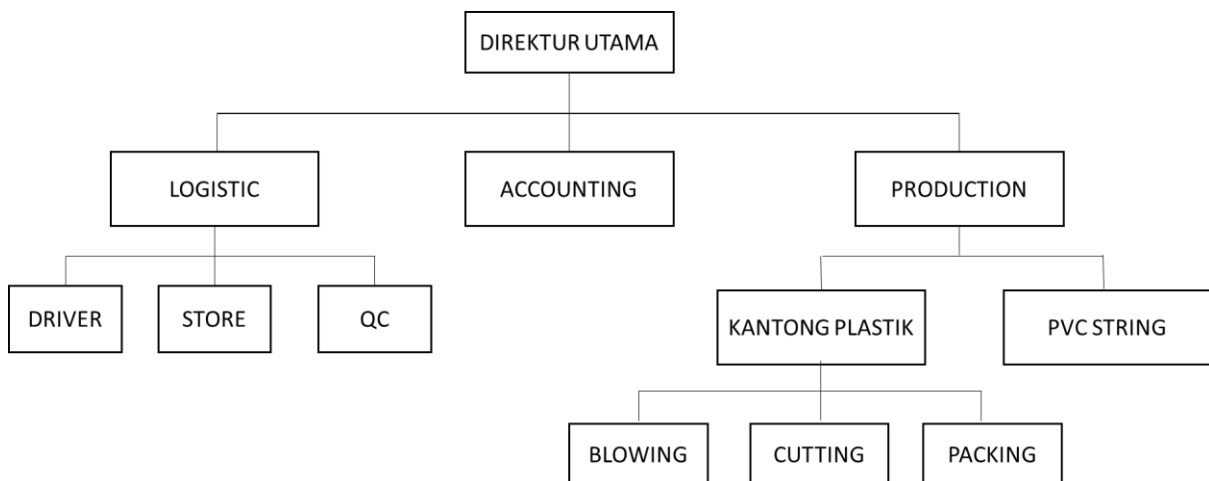 DIREKTUR UTAMA
LOGISTIC
ACCOUNTING
PRODUCTION
DRIVER
STORE
QC
KANTONG PLASTIK
PVC STRING
BLOWING
CUTTING
PACKING